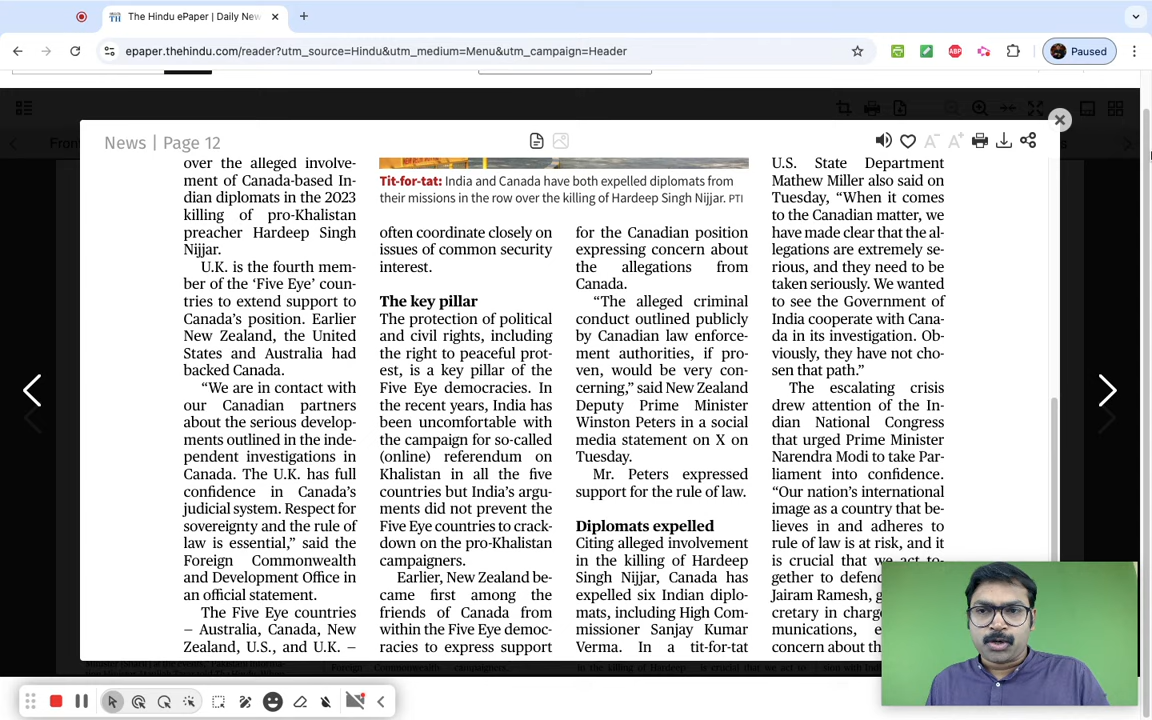 The Hindu ePaper | Daily New
epaper.thehindu.com/reader?utm_source=Hindu&utm_medium=Menu&utm_campaign=Header
ABP
Paused
News | Page 12
A-
A+
over the alleged involve-
ment of Canada-based In-
dian diplomats in the 2023
killing of pro-Khalistan
preacher Hardeep Singh
Nijjar.
U.K. is the fourth mem-
ber of the ‘Five Eye’ coun-
tries to extend support to
Canada’s position. Earlier
New Zealand, the United
States and Australia had
backed Canada.
“We are in contact with
our Canadian partners
about the serious develop-
ments outlined in the inde-
pendent investigations in
Canada. The U.K. has full
confidence in Canada’s
judicial system. Respect for
sovereignty and the rule of
law is essential,” said the
Foreign Commonwealth
and Development Office in
an official statement.
The Five Eye countries
– Australia, Canada, New
Zealand, U.S., and U.K. –
Tit-for-tat: India and Canada have both expelled diplomats from
their missions in the row over the killing of Hardeep Singh Nijjar. PTI
often coordinate closely on
issues of common security
interest.
The key pillar
The protection of political
and civil rights, including
the right to peaceful prot-
est, is a key pillar of the
Five Eye democracies. In
the recent years, India has
been uncomfortable with
the campaign for so-called
(online) referendum on
Khalistan in all the five
countries but India’s argu-
ments did not prevent the
Five Eye countries to crack-
down on the pro-Khalistan
campaigners.
Earlier, New Zealand be-
came first among the
friends of Canada from
within the Five Eye democ-
racies to express support
for the Canadian position
expressing concern about
the allegations from
Canada.
“The alleged criminal
conduct outlined publicly
by Canadian law enforce-
ment authorities, if pro-
ven, would be very con-
cerning,” said New Zealand
Deputy Prime Minister
Winston Peters in a social
media statement on X on
Tuesday.
Mr. Peters expressed
support for the rule of law.
Diplomats expelled
Citing alleged involvement
in the killing of Hardeep
Singh Nijjar, Canada has
expelled six Indian diplo-
mats, including High Com-
missioner Sanjay Kumar
Verma. In a tit-for-tat
U.S. State Department
Mathew Miller also said on
Tuesday, “When it comes
to the Canadian matter, we
have made clear that the al-
legations are extremely se-
rious, and they need to be
taken seriously. We wanted
to see the Government of
India cooperate with Cana-
da in its investigation. Ob-
viously, they have not cho-
sen that path.”
The escalating crisis
drew attention of the In-
dian National Congress
that urged Prime Minister
Narendra Modi to take Par-
liament into confidence.
“Our nation’s international
image as a country that be-
lieves in and adheres to
rule of law is at risk, and it
is crucial that we act to-
gether to defend
Jairam Ramesh, g
cretary in charg
munications, e
concern about th